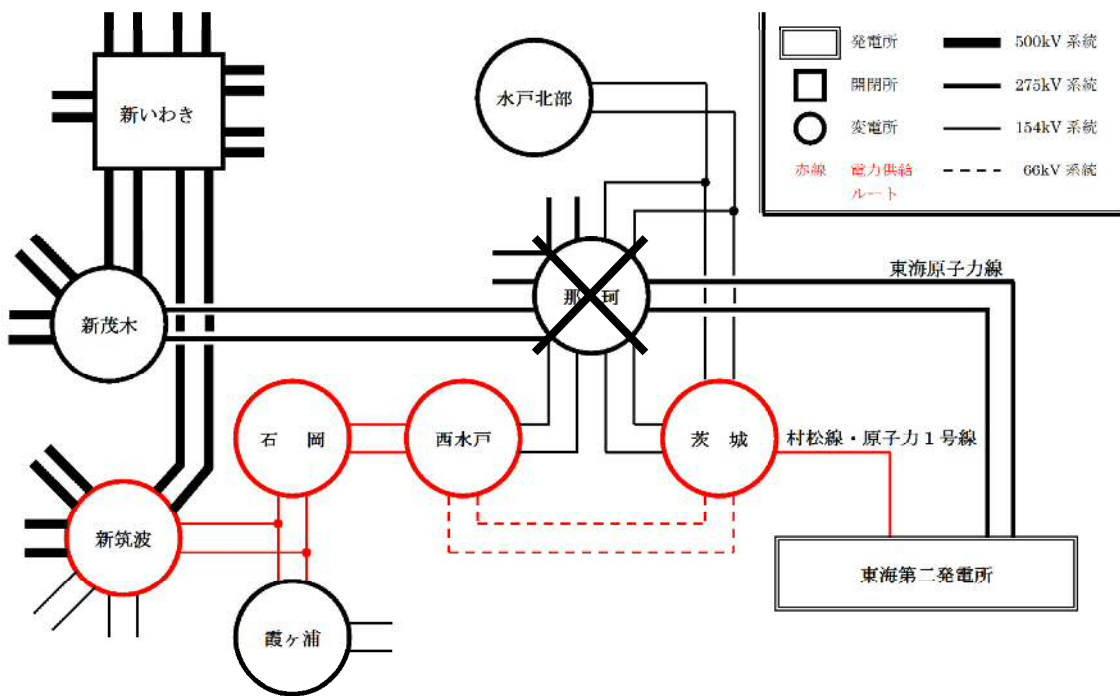 新いわき
水戸北部
発電所
500kV 系統
開閉所
275kV 系統
変電所
154kV 系統
赤線
電力供給
ルート
66kV 系統
新茂木
那 珂
東海原子力線
石 岡
西水戸
茨 城
村松線・原子力1号線
新筑波
東海第二発電所
霞ヶ浦